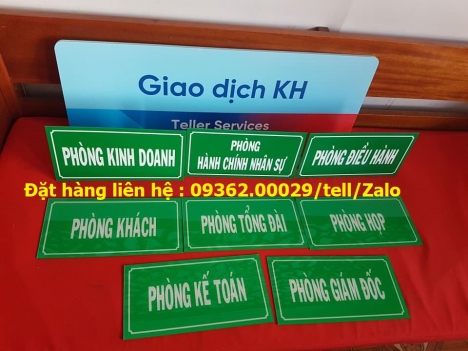 Giao dịch KH
Teller Services
PHÒNG KINH DOANH
PHÒNG
HÀNH CHÍNH NHÂN SỰ
PHÒNG ĐIỀU HÀNH
Đặt hàng liên hệ : 09362.00029/tell/Zalo
PHÒNG KHÁCH
PHÒNG TỔNG ĐÀI
PHÒNG HỌP
PHÒNG KẾ TOÁN
PHÒNG GIÁM ĐỐC